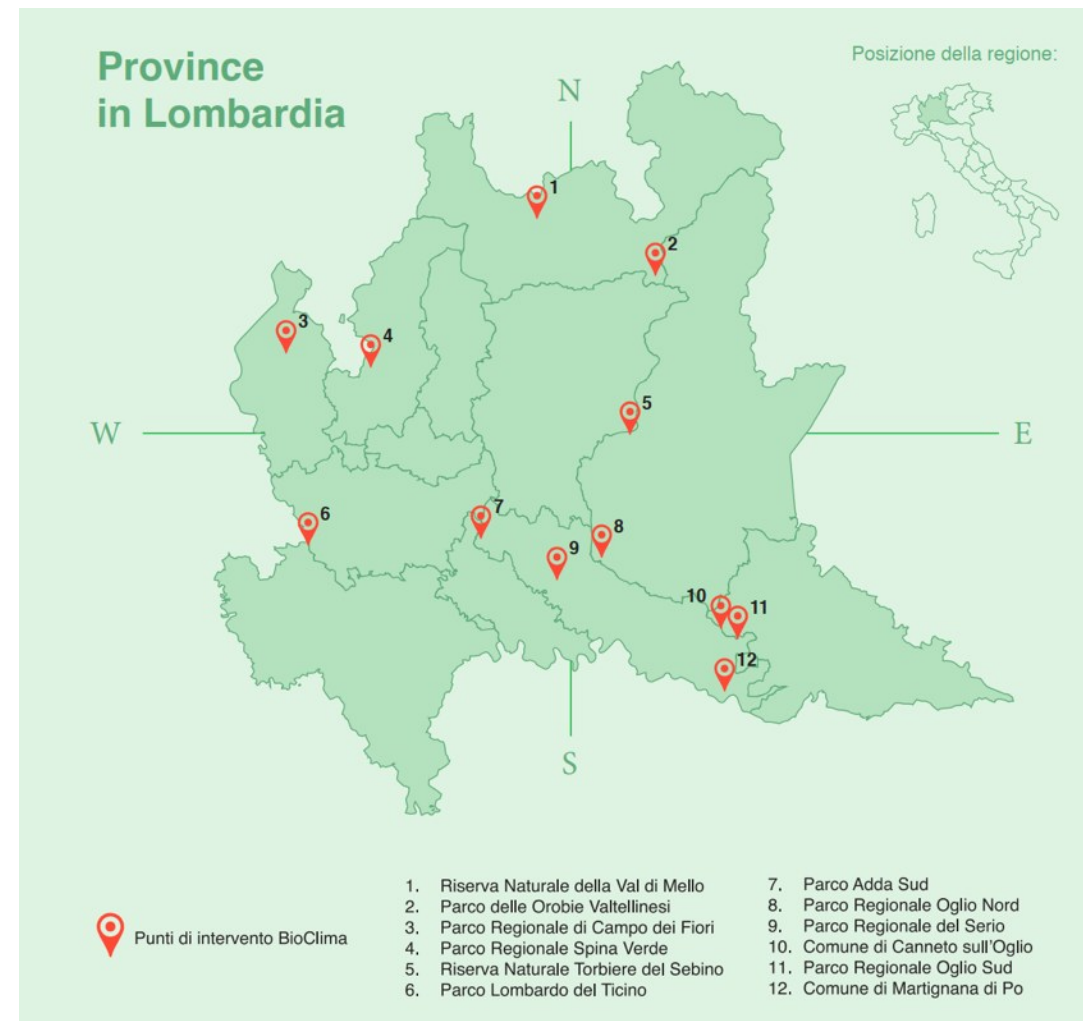 Province
in Lombardia
Posizione della regione:
N
1
2
3
4
W
5
E
6
7
8
9
10
11
12
S
Punti di intervento BioClima
1. Riserva Naturale della Val di Mello
2. Parco delle Orobie Valtellinesi
3. Parco Regionale di Campo dei Fiori
4. Parco Regionale Spina Verde
5. Riserva Naturale Torbiere del Sebino
6. Parco Lombardo del Ticino
7. Parco Adda Sud
8. Parco Regionale Oglio Nord
9. Parco Regionale del Serio
10. Comune di Canneto sull'Oglio
11. Parco Regionale Oglio Sud
12. Comune di Martignana di Po